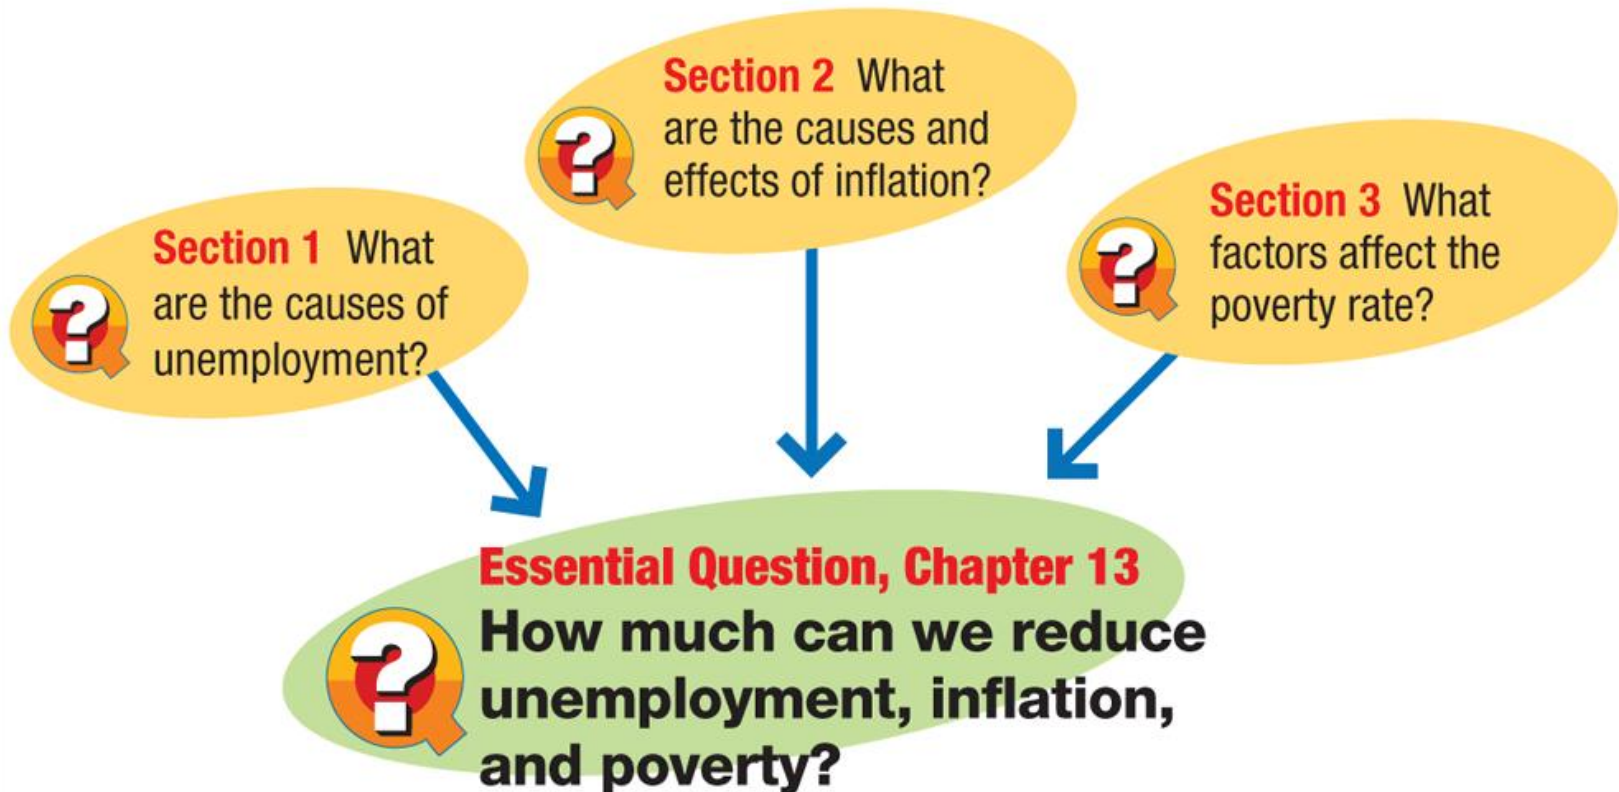 Section 1 What
are the causes of
unemployment?
Section 2 What
are the causes and
effects of inflation?
Section 3 What
factors affect the
poverty rate?
Essential Question, Chapter 13
How much can we reduce
unemployment, inflation,
and poverty?